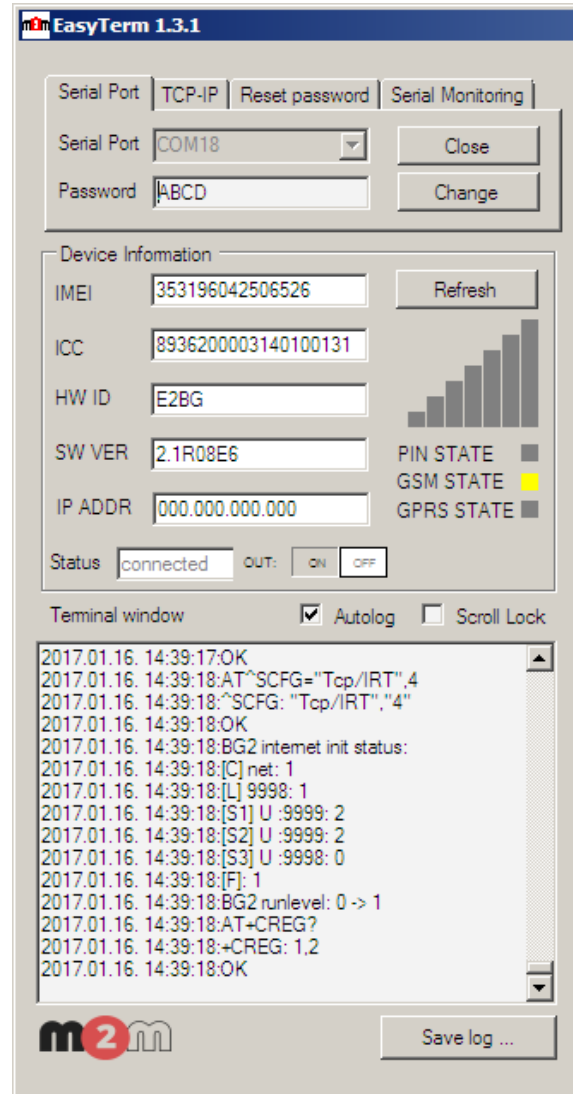 m2m EasyTerm 1.3.1
Serial Port TCP-IP Reset password Serial Monitoring
Serial Port COM18 Close
Password ABCD Change
Device Information
IMEI 353196042506526 Refresh
ICC 8936200003140100131
HW ID E2BG
SW VER 2.1R08E6 PIN STATE
GSM STATE
IP ADDR 000.000.000.000 GPRS STATE
Status connected OUT: ON OFF
Terminal window Autolog Scroll Lock
2017.01.16. 14:39:17:OK
2017.01.16. 14:39:18:AT^SCFG="Tcp/IRT",4
2017.01.16. 14:39:18:^SCFG: "Tcp/IRT","4"
2017.01.16. 14:39:18:OK
2017.01.16. 14:39:18:BG2 internet init status:
2017.01.16. 14:39:18:[C] net: 1
2017.01.16. 14:39:18:[L] 9998: 1
2017.01.16. 14:39:18:[S1] U :9999: 2
2017.01.16. 14:39:18:[S2] U :9999: 2
2017.01.16. 14:39:18:[S3] U :9998: 0
2017.01.16. 14:39:18:[F]: 1
2017.01.16. 14:39:18:BG2 runlevel: 0 -> 1
2017.01.16. 14:39:18:AT+CREG?
2017.01.16. 14:39:18:+CREG: 1,2
2017.01.16. 14:39:18:OK
m2m Save log ...